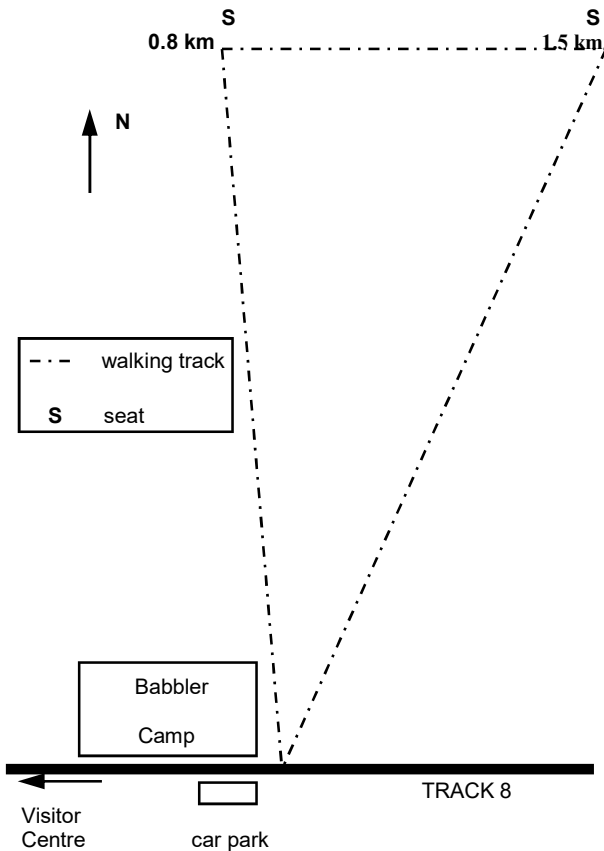 S S
0.8 km 1.5 km
N
walking track
S seat
Babbler
Camp
TRACK 8
Visitor
Centre
car park